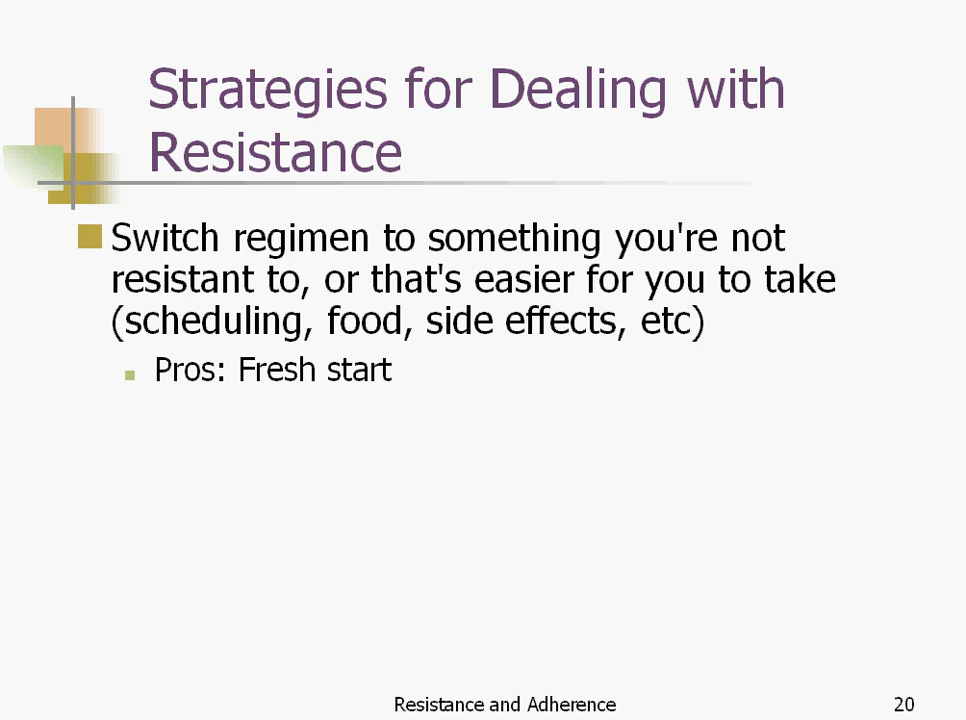 Strategies for Dealing with
Resistance
Switch regimen to something you're not
resistant to, or that's easier for you to take
(scheduling, food, side effects, etc)
Pros: Fresh start
Resistance and Adherence
20